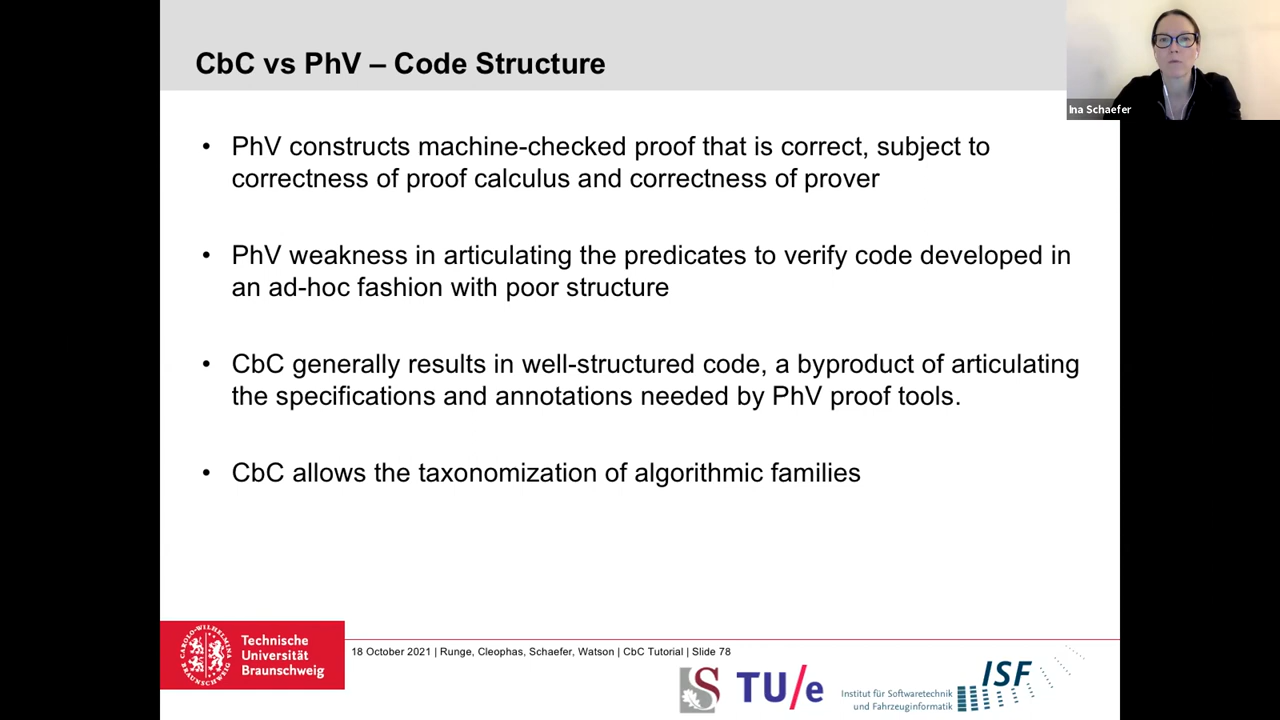 CbC vs PhV – Code Structure
Ina Schaefer
• PhV constructs machine-checked proof that is correct, subject to
correctness of proof calculus and correctness of prover
• PhV weakness in articulating the predicates to verify code developed in
an ad-hoc fashion with poor structure
• CbC generally results in well-structured code, a byproduct of articulating
the specifications and annotations needed by PhV proof tools.
• CbC allows the taxonomization of algorithmic families
CAROLO-WILHELMINA
BRAUNSCHWEIG
Technische
Universität
Braunschweig
18 October 2021 | Runge, Cleophas, Schaefer, Watson | CbC Tutorial | Slide 78
S
TU/e
Institut für Softwaretechnik
und Fahrzeuginformatik
ISF